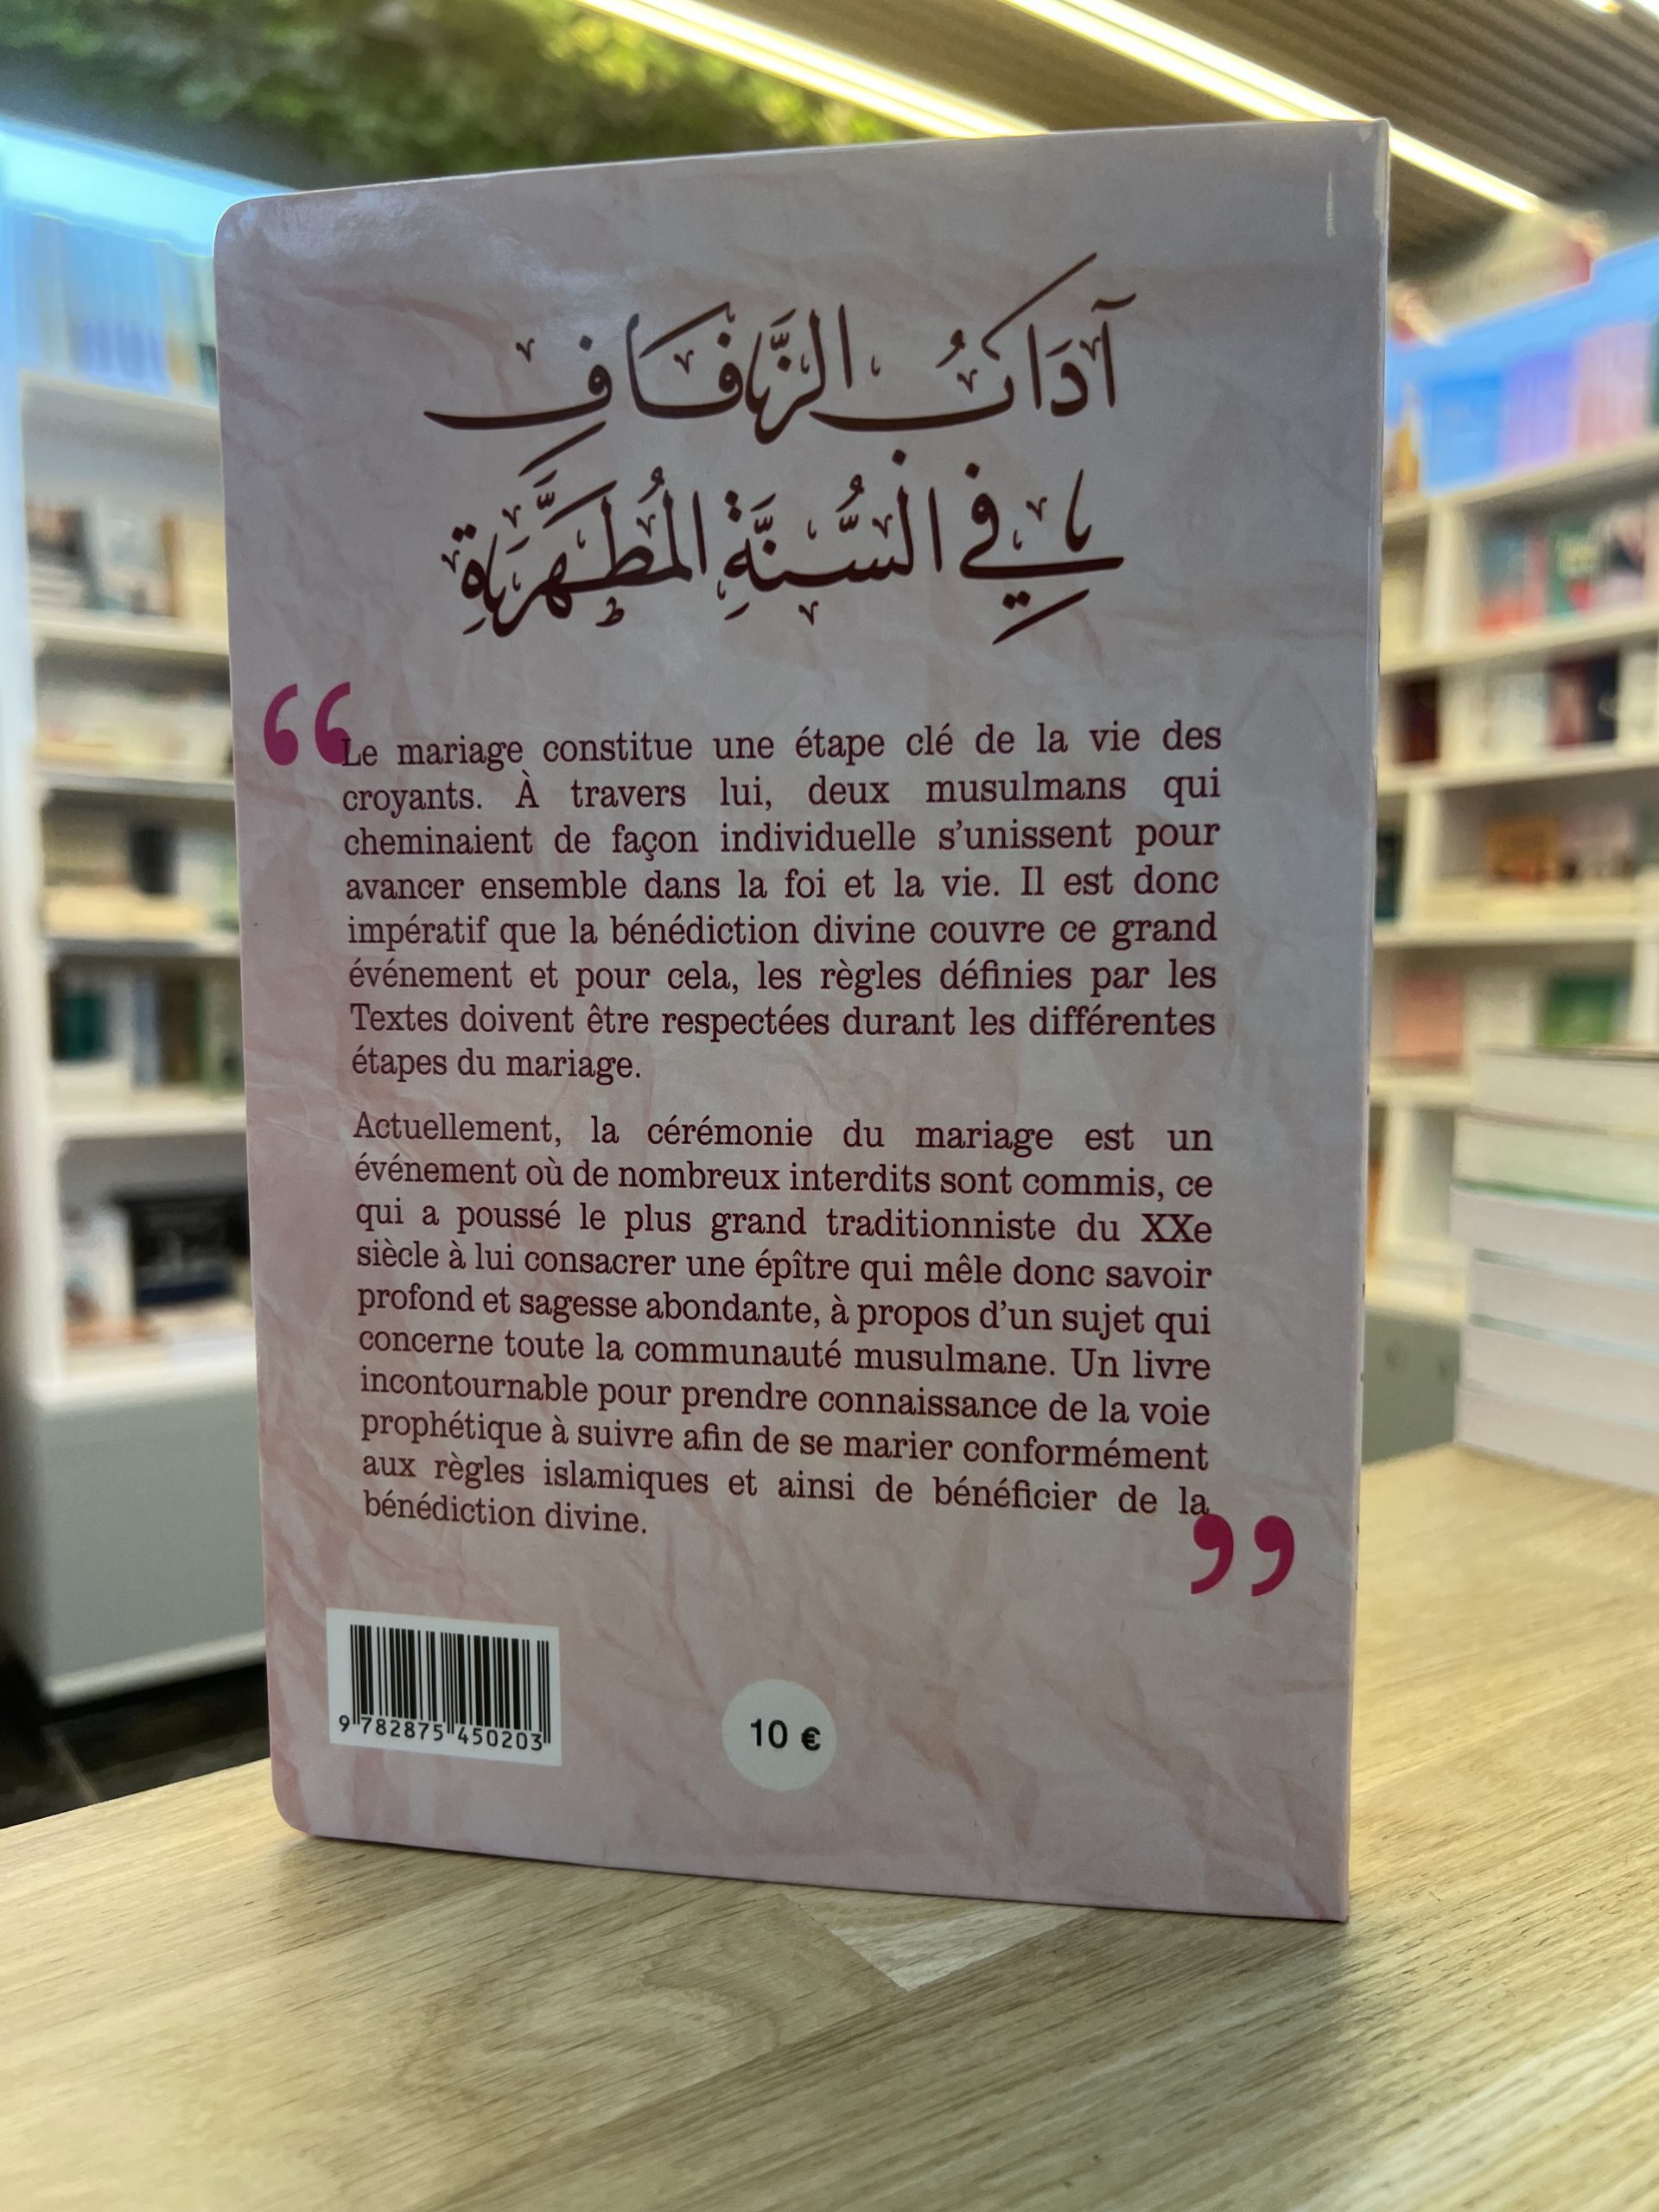 آدَابُ الزِّفَافِ
فِي السُّنَّةِ المُطَهَّرَةِ
“
Le mariage constitue une étape clé de la vie des
croyants. À travers lui, deux musulmans qui
cheminaient de façon individuelle s’unissent pour
avancer ensemble dans la foi et la vie. Il est donc
impératif que la bénédiction divine couvre ce grand
événement et pour cela, les règles définies par les
Textes doivent être respectées durant les différentes
étapes du mariage.
Actuellement, la cérémonie du mariage est un
événement où de nombreux interdits sont commis, ce
qui a poussé le plus grand traditionniste du XXe
siècle à lui consacrer une épître qui mêle donc savoir
profond et sagesse abondante, à propos d’un sujet qui
concerne toute la communauté musulmane. Un livre
incontournable pour prendre connaissance de la voie
prophétique à suivre afin de se marier conformément
aux règles islamiques et ainsi de bénéficier de la
bénédiction divine.
”
9 782875 450203
10 €